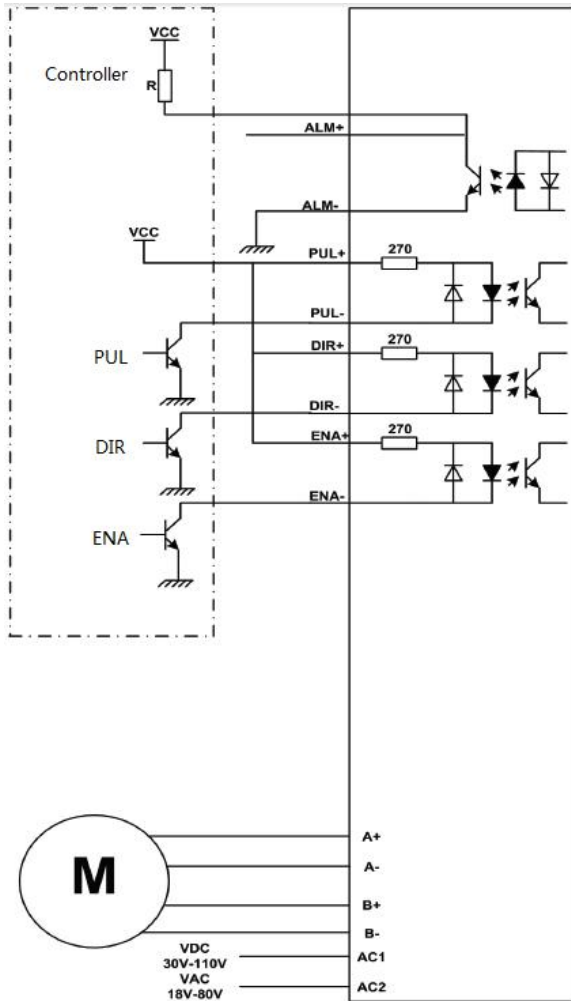 VCC
Controller
R
ALM+
ALM-
VCC
PUL+
270
PUL-
PUL
DIR+
270
DIR-
DIR
ENA+
270
ENA-
ENA
M
A+
A-
B+
B-
VDC
30V-110V
AC1
VAC
18V-80V
AC2